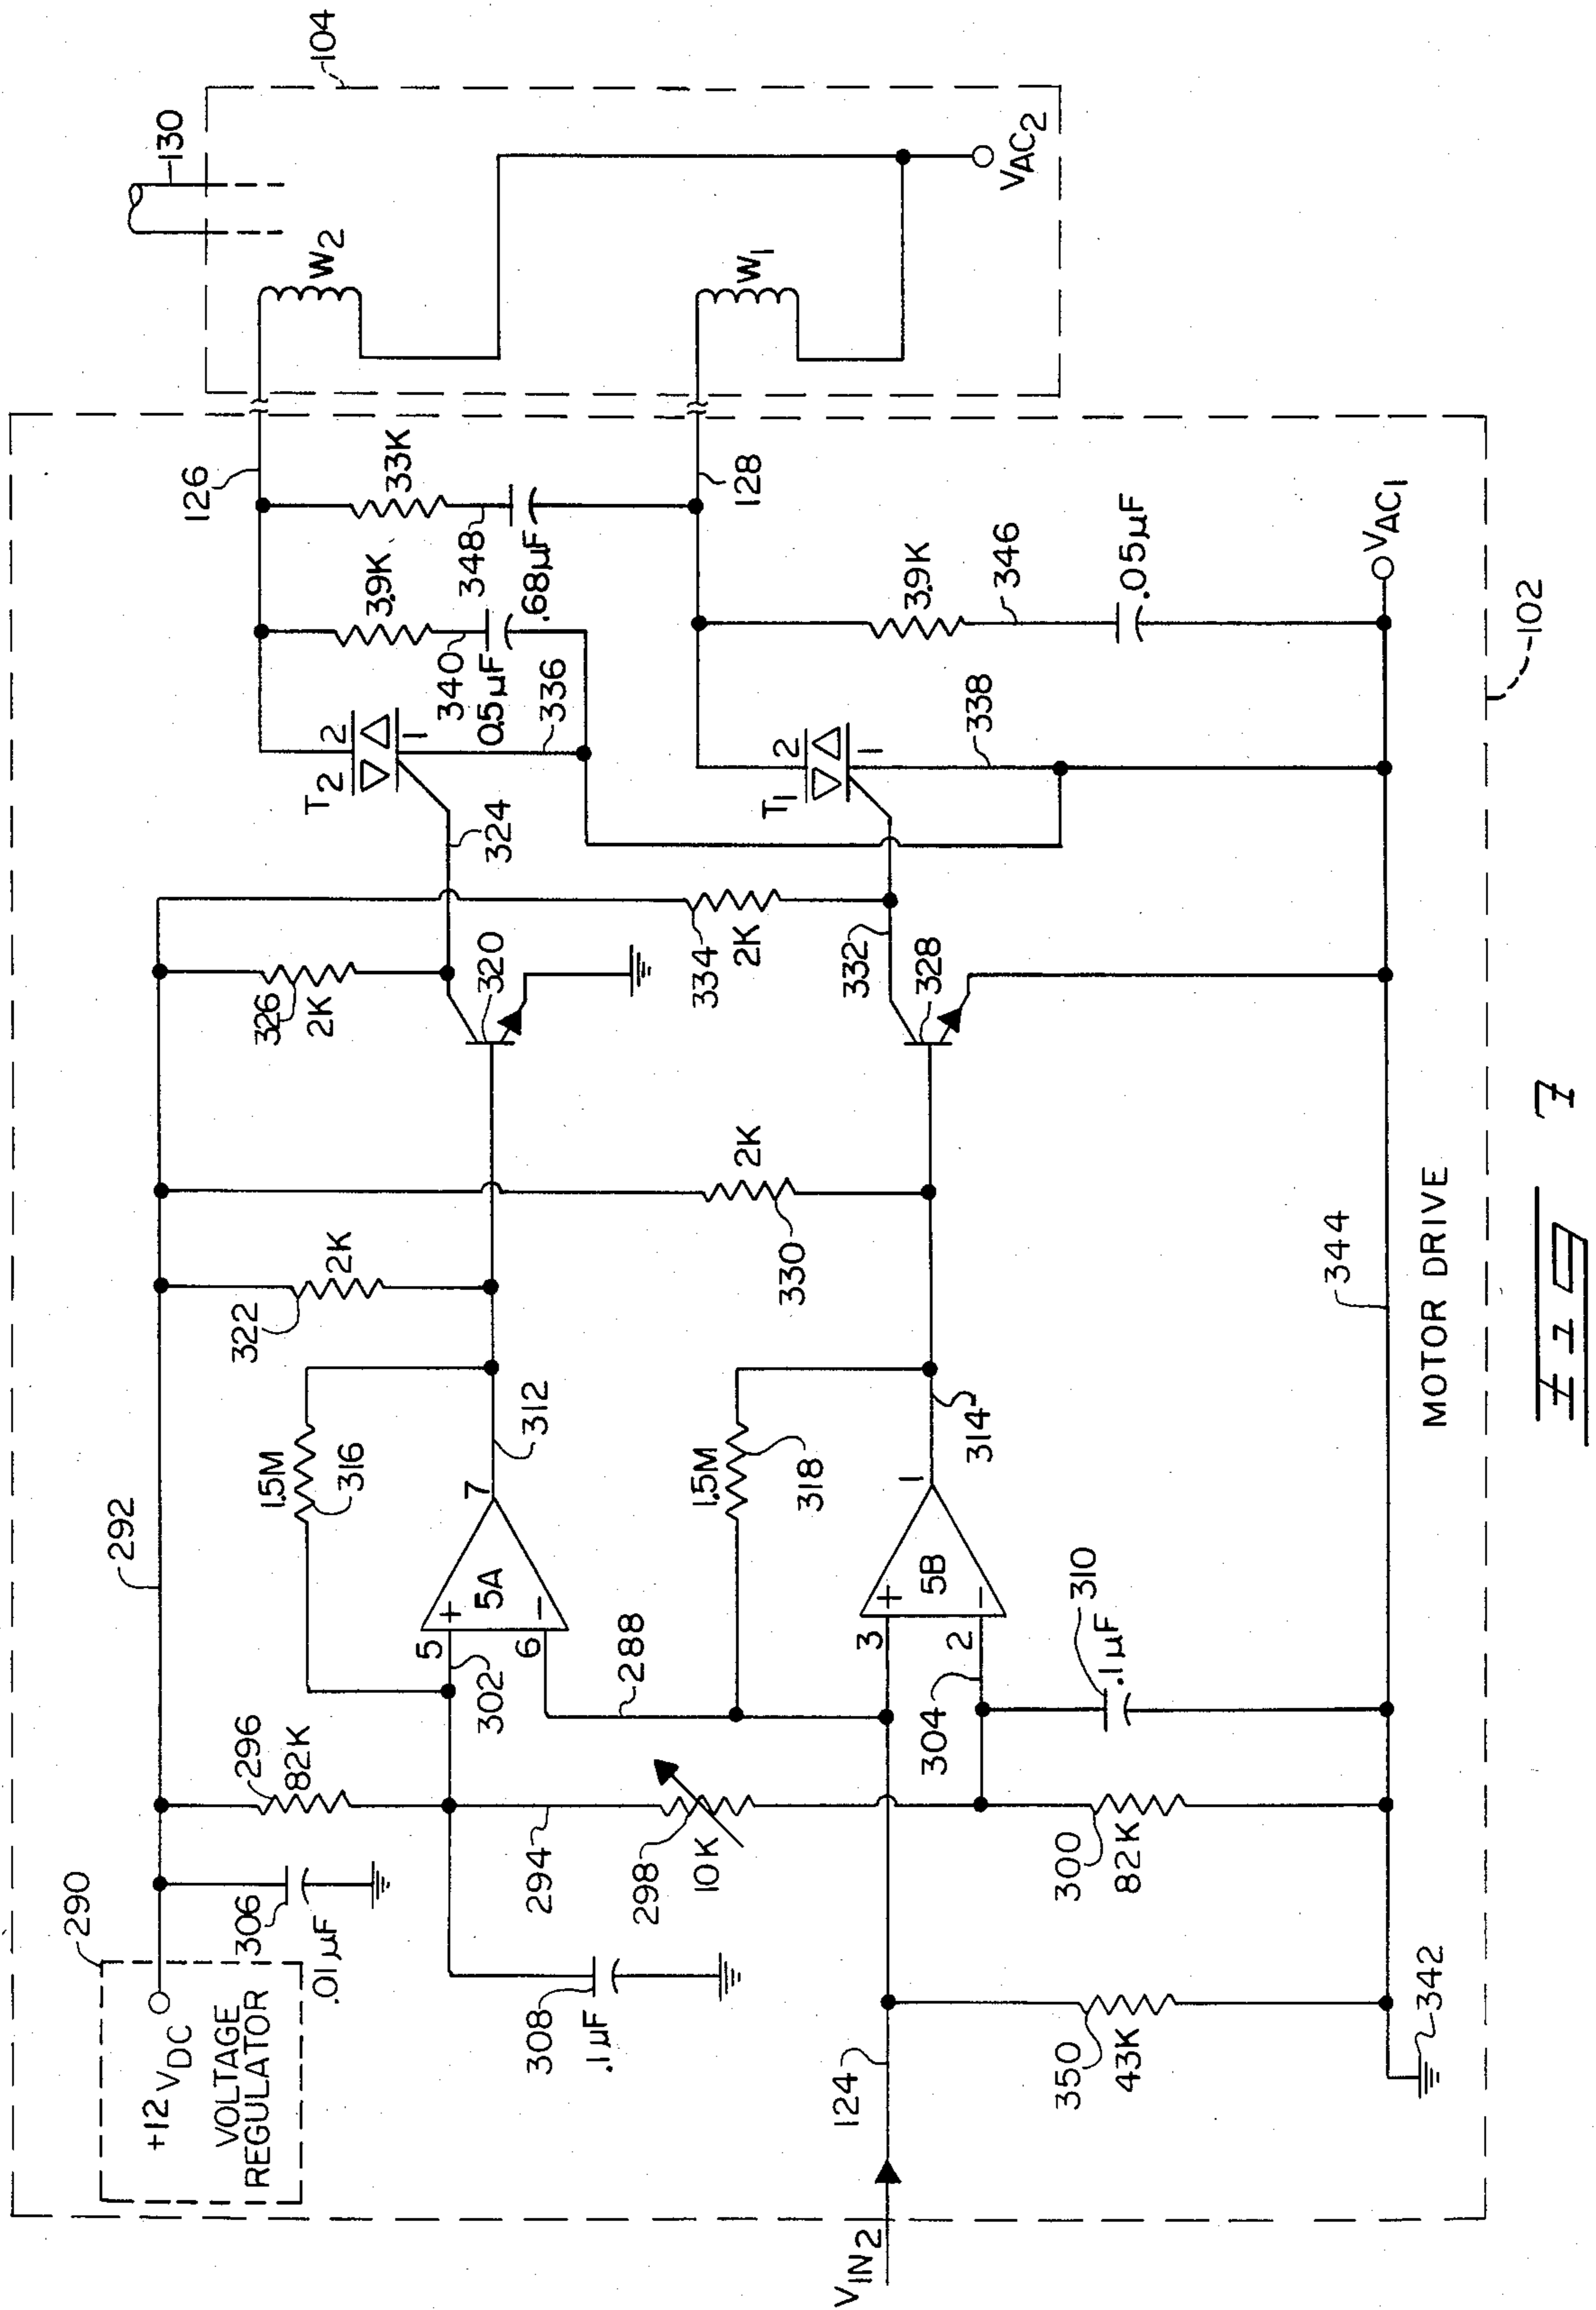 290
+12 VDC
VOLTAGE
REGULATOR
306
.01µF
292
296
82K
308
.1µF
294
298
10K
302
5
6
5A
+
−
7
1.5M
316
312
322
2K
326
2K
320
324
T2
2
1
336
340
3.9K
0.5µF
33K
348
.68µF
126
W2
130
104
VIN2
124
350
43K
342
300
82K
288
304
3
2
5B
+
−
1
310
.1µF
1.5M
318
314
330
2K
334
2K
332
328
T1
2
1
338
3.9K
346
.05µF
128
W1
VAC2
VAC1
344
102
MOTOR DRIVE
FIG 7